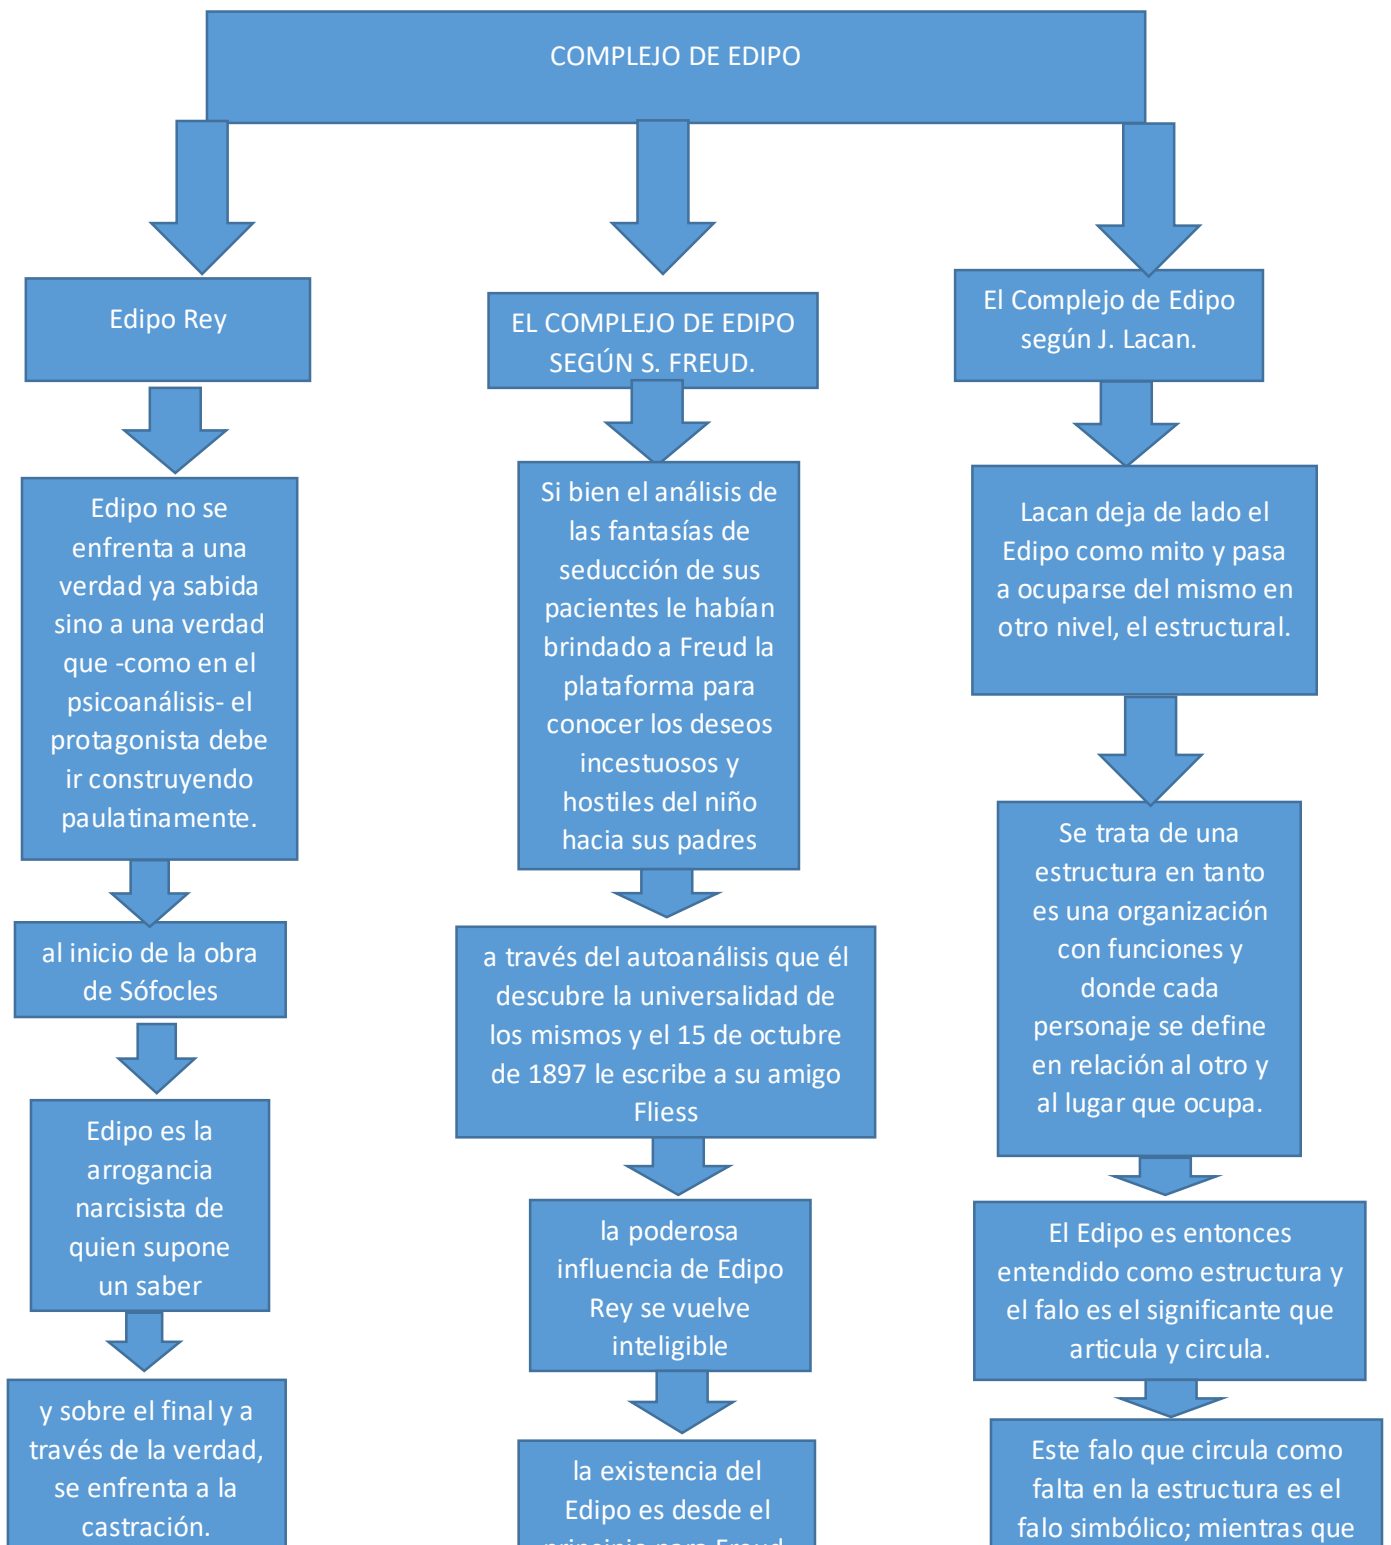 COMPLEJO DE EDIPO
Edipo Rey
Edipo no se
enfrenta a una
verdad ya sabida
sino a una verdad
que -como en el
psicoanálisis- el
protagonista debe
ir construyendo
paulatinamente.
al inicio de la obra
de Sófocles
Edipo es la
arrogancia
narcisista de
quien supone
un saber
y sobre el final y a
través de la verdad,
se enfrenta a la
castración.
EL COMPLEJO DE EDIPO
SEGÚN S. FREUD.
Si bien el análisis de
las fantasías de
seducción de sus
pacientes le habían
brindado a Freud la
plataforma para
conocer los deseos
incestuosos y
hostiles del niño
hacia sus padres
a través del autoanálisis que él
descubre la universalidad de
los mismos y el 15 de octubre
de 1897 le escribe a su amigo
Fliess
la poderosa
influencia de Edipo
Rey se vuelve
inteligible
la existencia del
Edipo es desde el
principio para Freud
El Complejo de Edipo
según J. Lacan.
Lacan deja de lado el
Edipo como mito y pasa
a ocuparse del mismo en
otro nivel, el estructural.
Se trata de una
estructura en tanto
es una organización
con funciones y
donde cada
personaje se define
en relación al otro y
al lugar que ocupa.
El Edipo es entonces
entendido como estructura y
el falo es el significante que
articula y circula.
Este falo que circula como
falta en la estructura es el
falo simbólico; mientras que